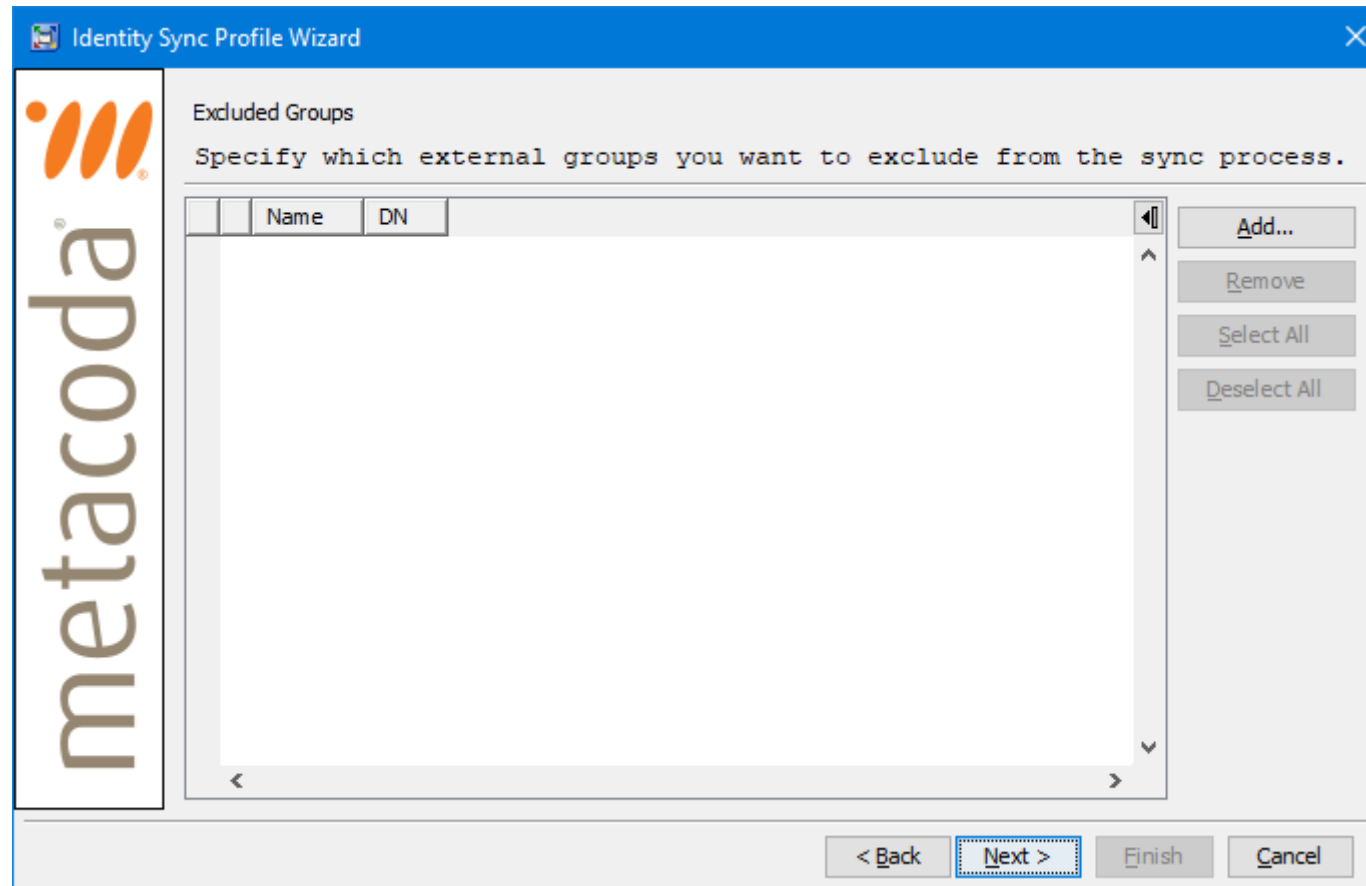 Identity Sync Profile Wizard
metacoda®
Excluded Groups
Specify which external groups you want to exclude from the sync process.
Name DN
Add...
Remove
Select All
Deselect All
< Back Next > Finish Cancel